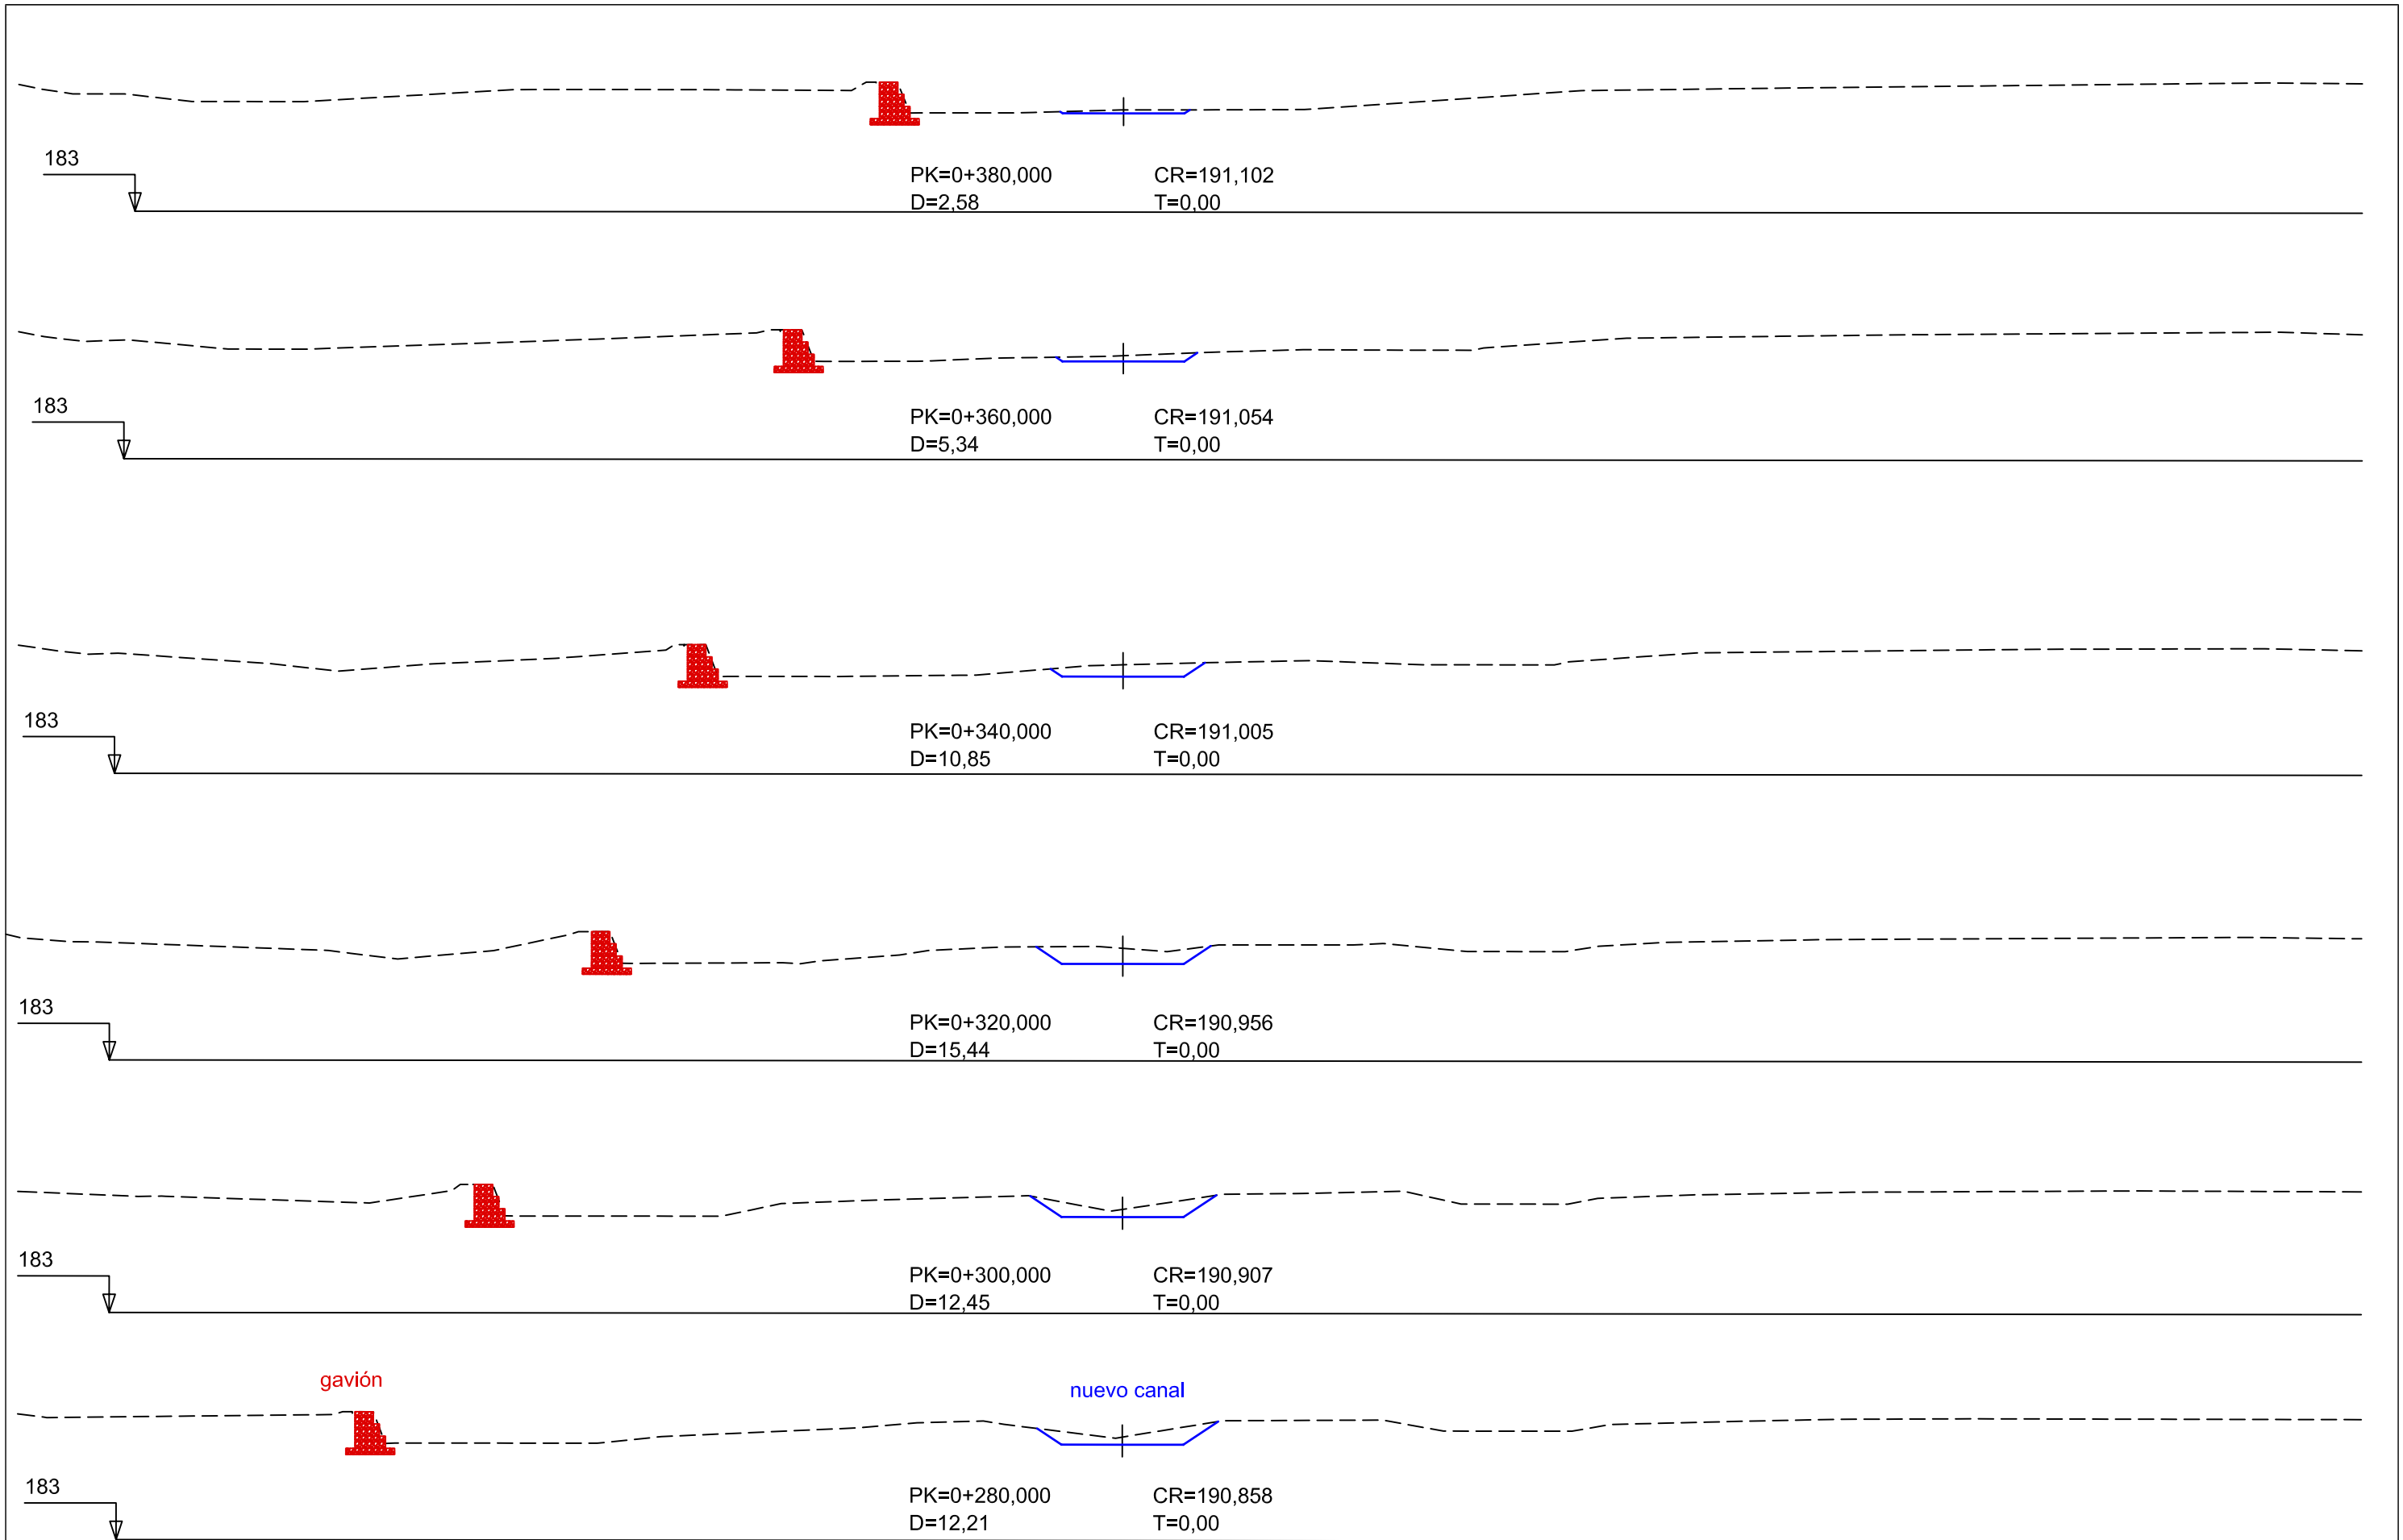 183
PK=0+380,000 CR=191,102
D=2,58 T=0,00
183
PK=0+360,000 CR=191,054
D=5,34 T=0,00
183
PK=0+340,000 CR=191,005
D=10,85 T=0,00
183
PK=0+320,000 CR=190,956
D=15,44 T=0,00
183
PK=0+300,000 CR=190,907
D=12,45 T=0,00
gavión nuevo canal
183
PK=0+280,000 CR=190,858
D=12,21 T=0,00